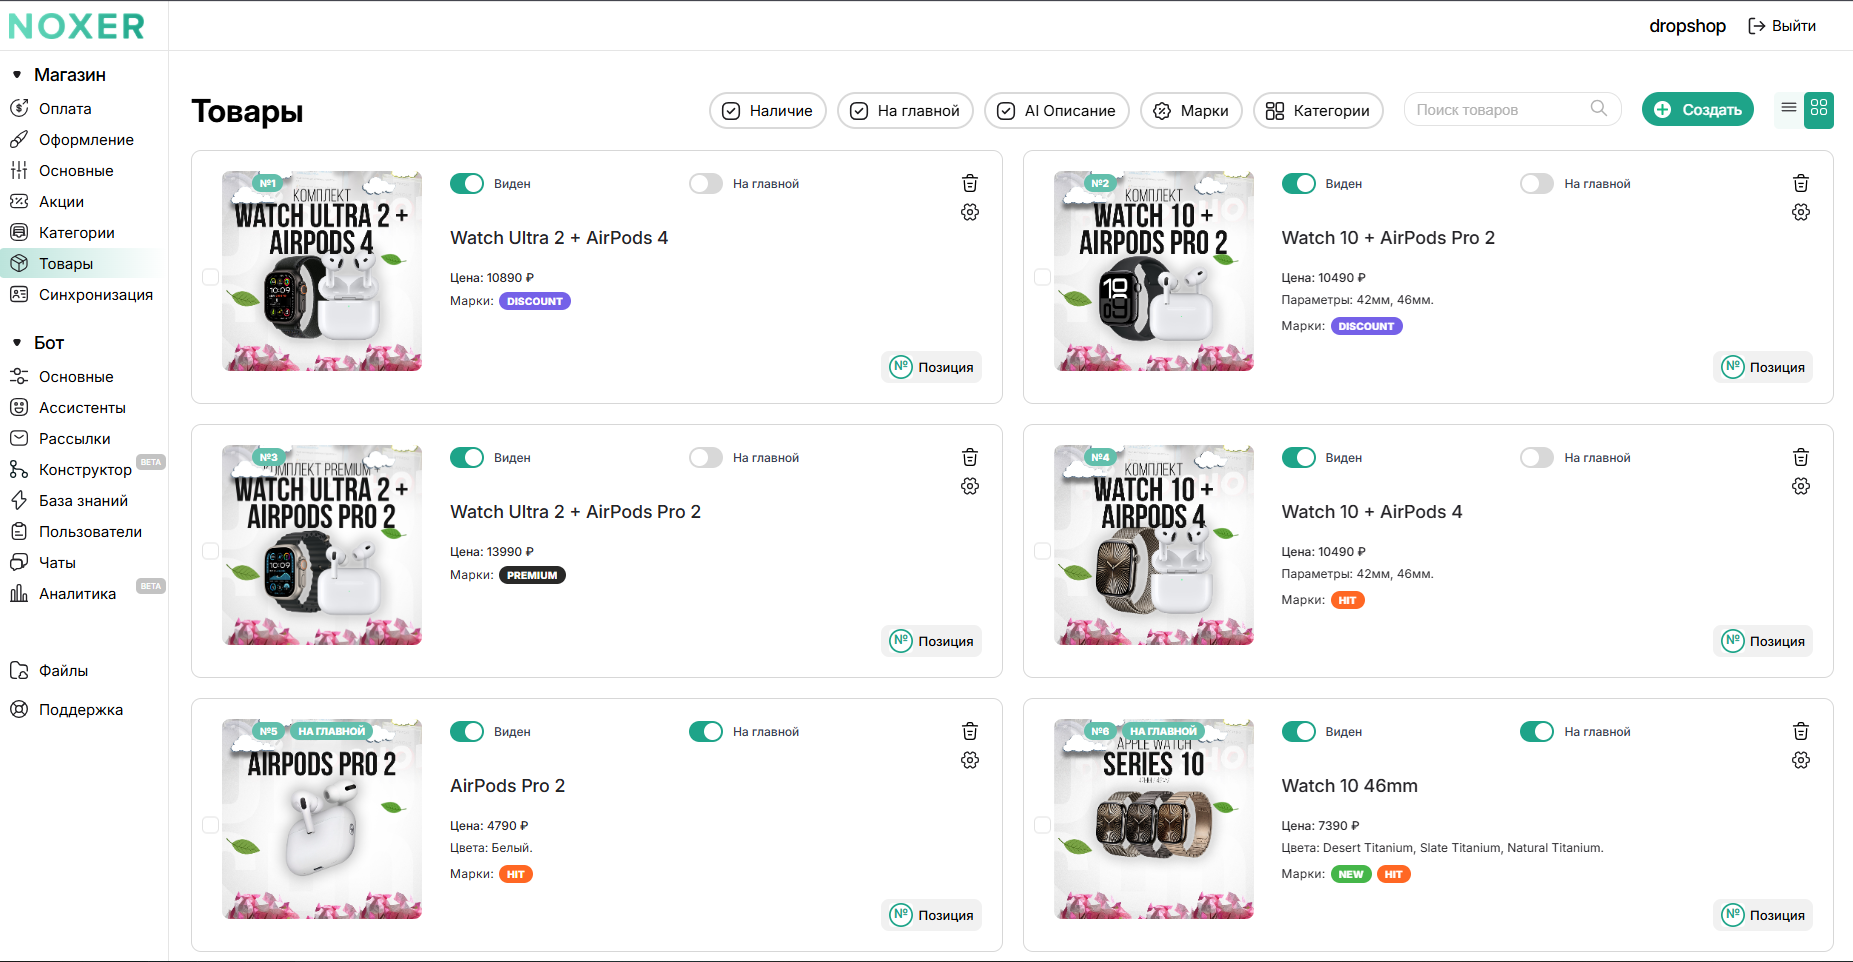 NOXER
dropshop
Выйти
Магазин
Оплата
Оформление
Основные
Акции
Категории
Товары
Синхронизация
Бот
Основные
Ассистенты
Рассылки
Конструктор BETA
База знаний
Пользователи
Чаты
Аналитика BETA
Файлы
Поддержка
Товары
Наличие
На главной
AI Описание
Марки
Категории
Поиск товаров
Создать
№1
КОМПЛЕКТ
WATCH ULTRA 2 +
AIRPODS 4
Виден
На главной
Watch Ultra 2 + AirPods 4
Цена: 10890 ₽
Марки: DISCOUNT
№ Позиция
№2
КОМПЛЕКТ
WATCH 10 +
AIRPODS PRO 2
Виден
На главной
Watch 10 + AirPods Pro 2
Цена: 10490 ₽
Параметры: 42мм, 46мм.
Марки: DISCOUNT
№ Позиция
№3
КОМПЛЕКТ PREMIUM
WATCH ULTRA 2 +
AIRPODS PRO 2
Виден
На главной
Watch Ultra 2 + AirPods Pro 2
Цена: 13990 ₽
Марки: PREMIUM
№ Позиция
№4
КОМПЛЕКТ
WATCH 10 +
AIRPODS 4
Виден
На главной
Watch 10 + AirPods 4
Цена: 10490 ₽
Параметры: 42мм, 46мм.
Марки: HIT
№ Позиция
№5 НА ГЛАВНОЙ
AIRPODS PRO 2
Виден
На главной
AirPods Pro 2
Цена: 4790 ₽
Цвета: Белый.
Марки: HIT
№ Позиция
№6 НА ГЛАВНОЙ
APPLE WATCH
SERIES 10
Виден
На главной
Watch 10 46mm
Цена: 7390 ₽
Цвета: Desert Titanium, Slate Titanium, Natural Titanium.
Марки: NEW HIT
№ Позиция